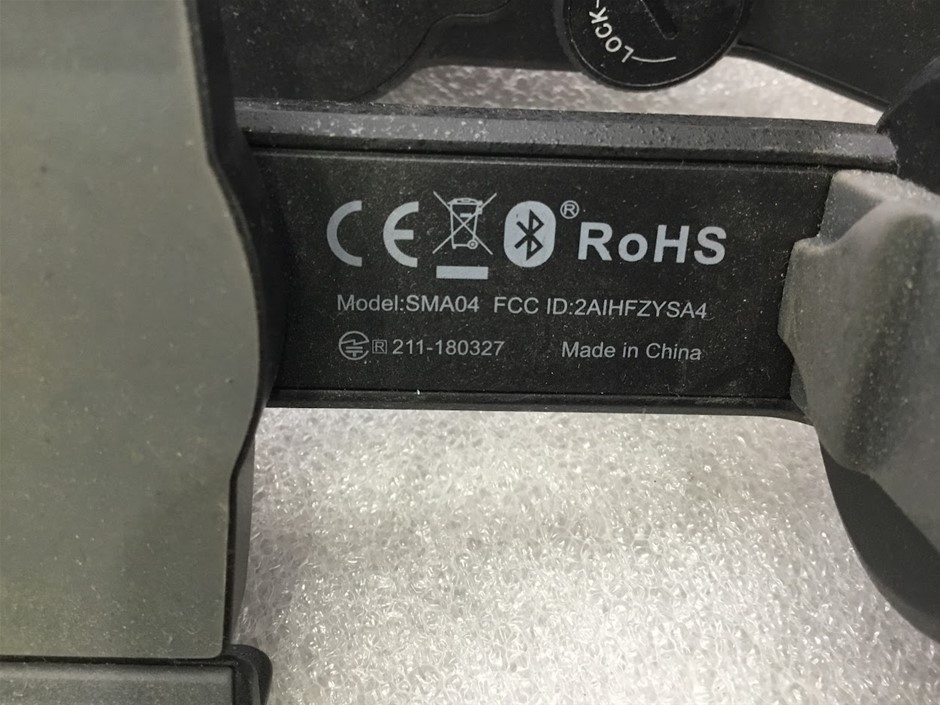 LOCK
CE ® RoHS
Model:SMA04 FCC ID:2AIHFZYSA4
R 211-180327 Made in China